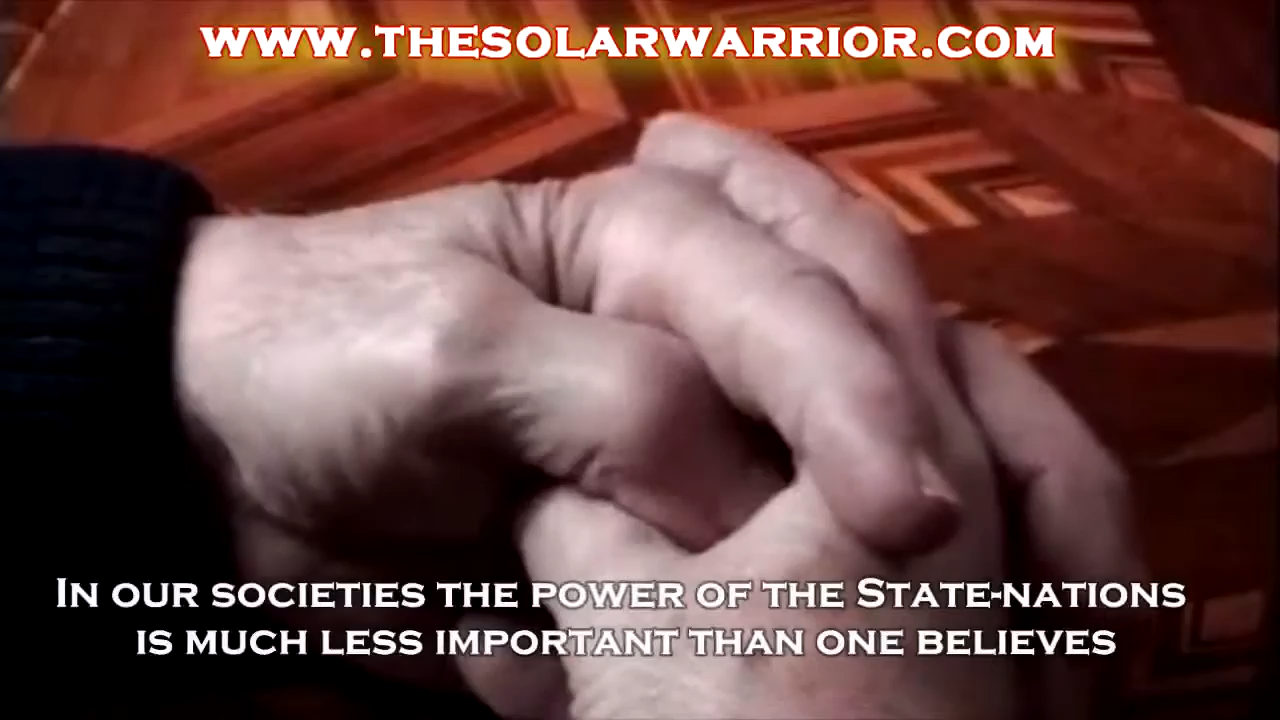 WWW.THESOLARWARRIOR.COM
IN OUR SOCIETIES THE POWER OF THE STATE-NATIONS
IS MUCH LESS IMPORTANT THAN ONE BELIEVES